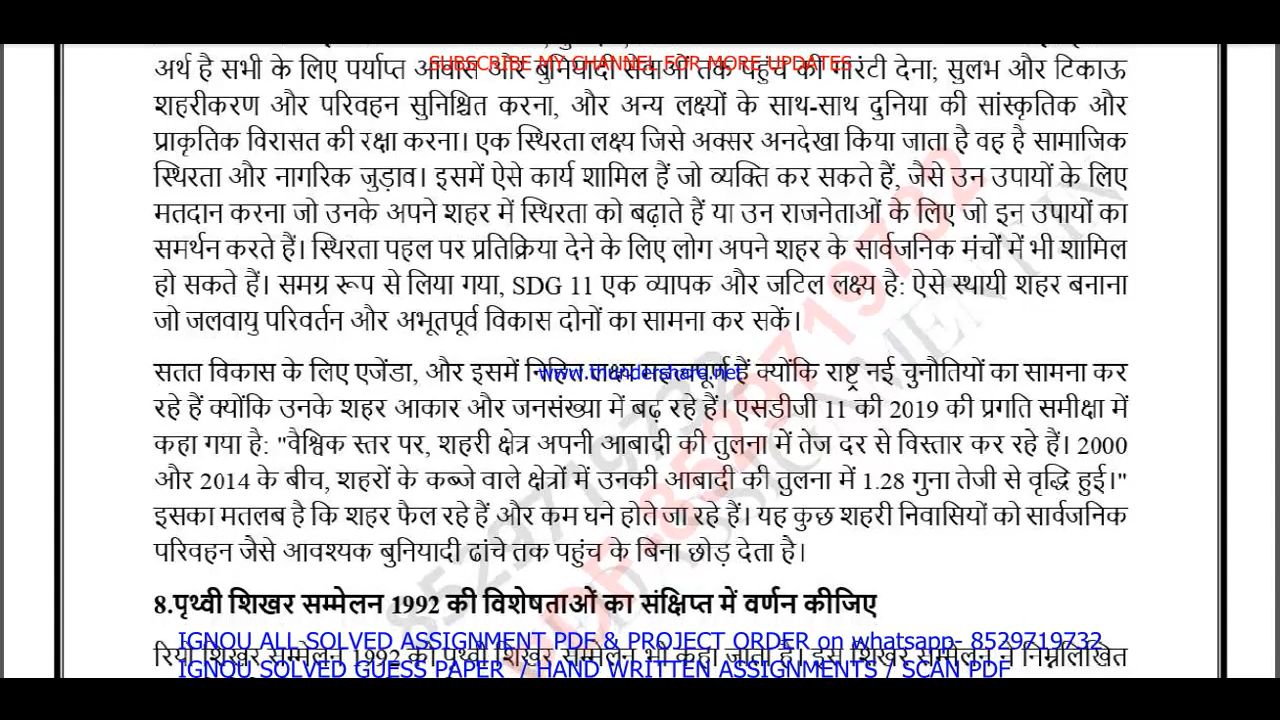 SUBSCRIBE MY CHANNEL FOR MORE UPDATES
अर्थ है सभी के लिए पर्याप्त आवास और बुनियादी सेवाओं तक पहुंच की गारंटी देना; सुलभ और टिकाऊ
शहरीकरण और परिवहन सुनिश्चित करना, और अन्य लक्ष्यों के साथ-साथ दुनिया की सांस्कृतिक और
प्राकृतिक विरासत की रक्षा करना। एक स्थिरता लक्ष्य जिसे अक्सर अनदेखा किया जाता है वह है सामाजिक
स्थिरता और नागरिक जुड़ाव। इसमें ऐसे कार्य शामिल हैं जो व्यक्ति कर सकते हैं, जैसे उन उपायों के लिए
मतदान करना जो उनके अपने शहर में स्थिरता को बढ़ाते हैं या उन राजनेताओं के लिए जो इन उपायों का
समर्थन करते हैं। स्थिरता पहल पर प्रतिक्रिया देने के लिए लोग अपने शहर के सार्वजनिक मंचों में भी शामिल
हो सकते हैं। समग्र रूप से लिया गया, SDG 11 एक व्यापक और जटिल लक्ष्य है: ऐसे स्थायी शहर बनाना
जो जलवायु परिवर्तन और अभूतपूर्व विकास दोनों का सामना कर सकें।
सतत विकास के लिए एजेंडा, और इसमें निहित लक्ष्य महत्वपूर्ण हैं क्योंकि राष्ट्र नई चुनौतियों का सामना कर
www.thundershare.net
रहे हैं क्योंकि उनके शहर आकार और जनसंख्या में बढ़ रहे हैं। एसडीजी 11 की 2019 की प्रगति समीक्षा में
कहा गया है: "वैश्विक स्तर पर, शहरी क्षेत्र अपनी आबादी की तुलना में तेज दर से विस्तार कर रहे हैं। 2000
और 2014 के बीच, शहरों के कब्जे वाले क्षेत्रों में उनकी आबादी की तुलना में 1.28 गुना तेजी से वृद्धि हुई।"
इसका मतलब है कि शहर फैल रहे हैं और कम घने होते जा रहे हैं। यह कुछ शहरी निवासियों को सार्वजनिक
परिवहन जैसे आवश्यक बुनियादी ढांचे तक पहुंच के बिना छोड़ देता है।
8.पृथ्वी शिखर सम्मेलन 1992 की विशेषताओं का संक्षिप्त में वर्णन कीजिए
IGNOU ALL SOLVED ASSIGNMENT PDF & PROJECT ORDER on whatsapp- 8529719732
रियो शिखर सम्मेलन 1992 को पृथ्वी शिखर सम्मेलन भी कहा जाता है। इस शिखर सम्मेलन ने निम्नलिखित
IGNOU SOLVED GUESS PAPER / HAND WRITTEN ASSIGNMENTS / SCAN PDF
8529719732
PDF-8529719732